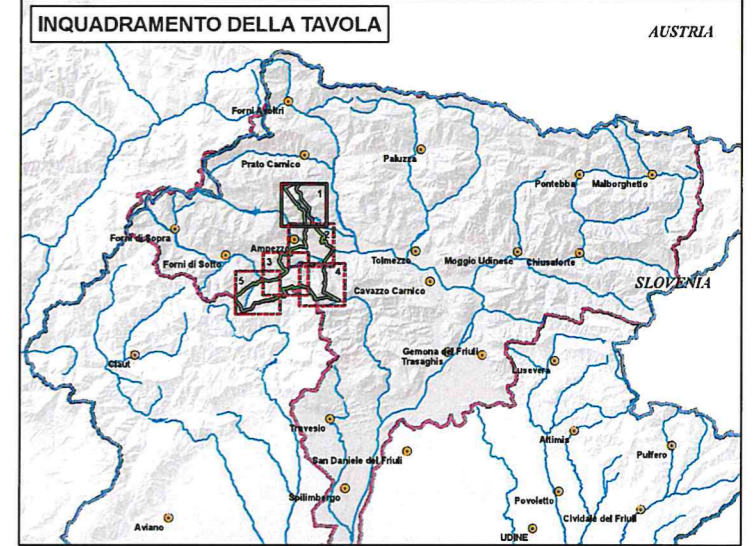 INQUADRAMENTO DELLA TAVOLA
AUSTRIA
Forni Avoltri
Prato Carnico
Paluzza
Pontebba
Malborghetto
1
Forni di Sopra
Ampezzo
2
Forni di Sotto
3
Tolmezzo
Moggio Udinese
Chiusaforte
4
5
Cavazzo Carnico
SLOVENIA
Claut
Gemona del Friuli
Trasaghis
Lusevera
Travesio
Attimis
Pulfero
San Daniele del Friuli
Spilimbergo
Povoletto
Aviano
Cividale del Friuli
UDINE